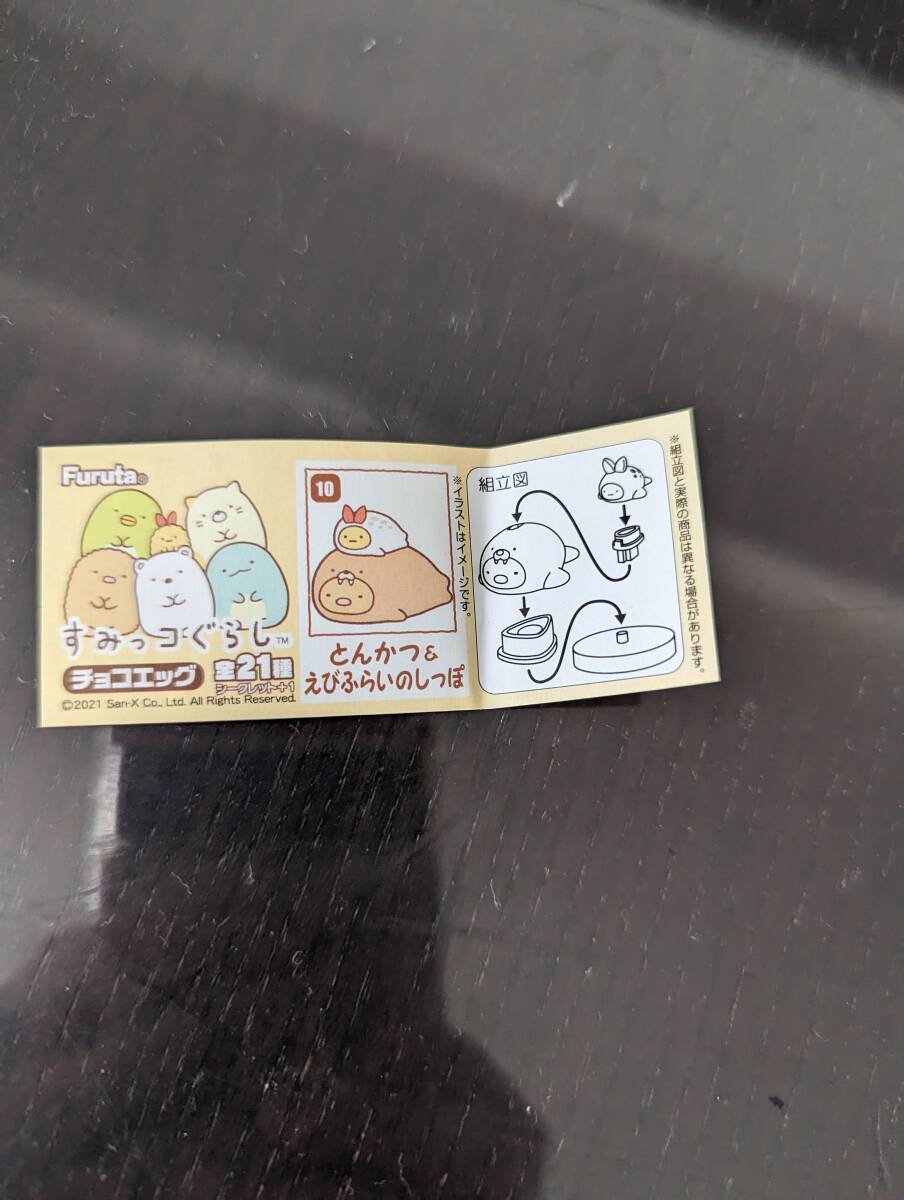 Furuta®
すみっコぐらし™
チョコエッグ
全21種
シークレット+1
©2021 San-X Co., Ltd. All Rights Reserved.
10
※イラストはイメージです。
とんかつ&
えびふらいのしっぽ
組立図
※組立図と実際の商品は異なる場合があります。